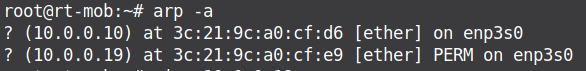 root@rt-mob:~# arp -a
? (10.0.0.10) at 3c:21:9c:a0:cf:d6 [ether] on enp3s0
? (10.0.0.19) at 3c:21:9c:a0:cf:e9 [ether] PERM on enp3s0